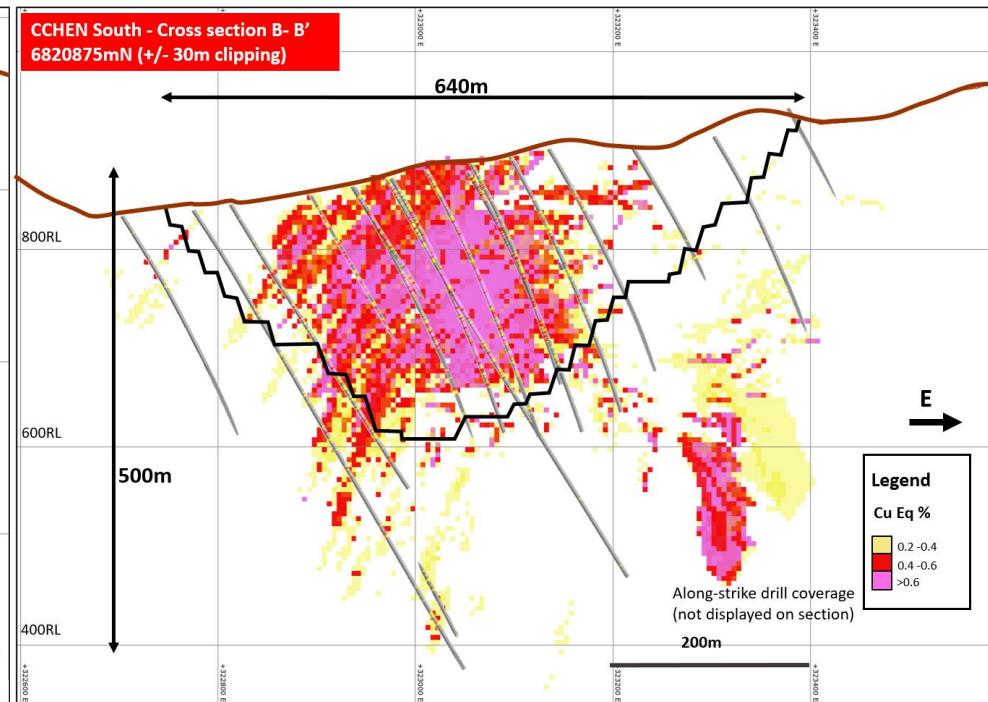 CCHEN South - Cross section B- B’
6820875mN (+/- 30m clipping)
+323000 E
+323200 E
+323400 E
640m
800RL
600RL
500m
E
Legend
Cu Eq %
0.2 -0.4
0.4 -0.6
>0.6
Along-strike drill coverage
(not displayed on section)
400RL
200m
+322600 E
+322800 E
+323000 E
+323200 E
+323400 E